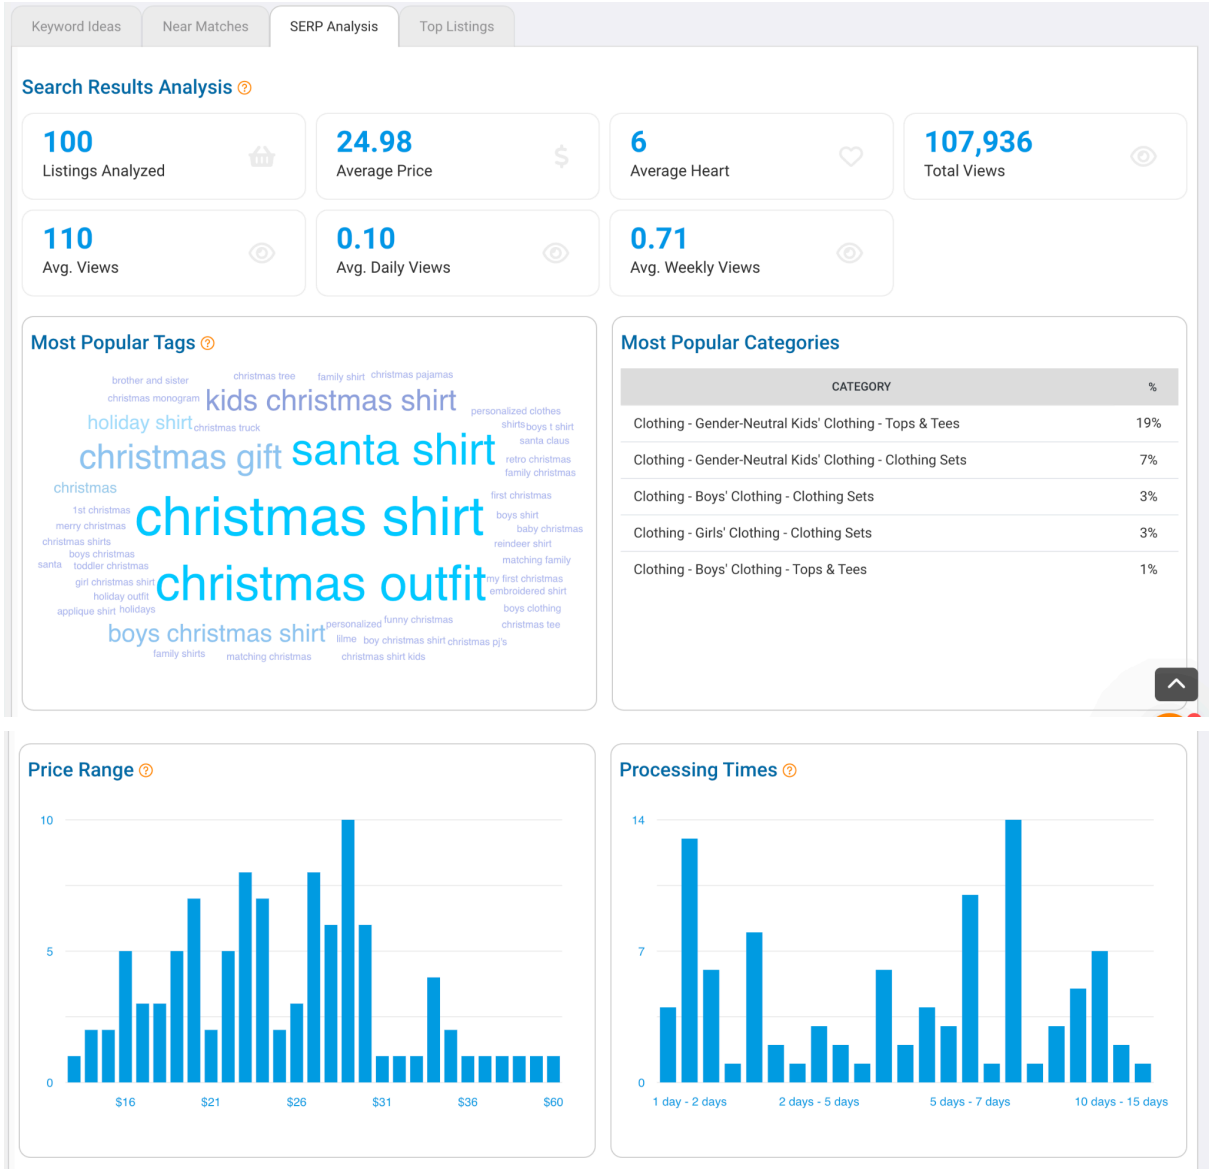 Keyword Ideas Near Matches SERP Analysis Top Listings
Search Results Analysis ?
100
Listings Analyzed
24.98
Average Price
$
6
Average Heart
107,936
Total Views
110
Avg. Views
0.10
Avg. Daily Views
0.71
Avg. Weekly Views
Most Popular Tags ?
christmas tree family shirt christmas pajamas
brother and sister
christmas monogram kids christmas shirt
personalized clothes
holiday shirt christmas truck
shirts boys t shirt
santa claus
christmas gift santa shirt
retro christmas
family christmas
christmas
first christmas
1st christmas christmas shirt
boys shirt
merry christmas
baby christmas
christmas shirts
reindeer shirt
boys christmas
matching family
santa toddler christmas
girl christmas shirt christmas outfit my first christmas
embroidered shirt
holiday outfit
applique shirt holidays
boys clothing
boys christmas shirt personalized funny christmas
christmas tee
lilme boy christmas shirt christmas pj's
family shirts matching christmas christmas shirt kids
Most Popular Categories
CATEGORY %
Clothing - Gender-Neutral Kids' Clothing - Tops & Tees 19%
Clothing - Gender-Neutral Kids' Clothing - Clothing Sets 7%
Clothing - Boys' Clothing - Clothing Sets 3%
Clothing - Girls' Clothing - Clothing Sets 3%
Clothing - Boys' Clothing - Tops & Tees 1%
Price Range ?
10
5
0
$16 $21 $26 $31 $36 $60
Processing Times ?
14
7
0
1 day - 2 days 2 days - 5 days 5 days - 7 days 10 days - 15 days